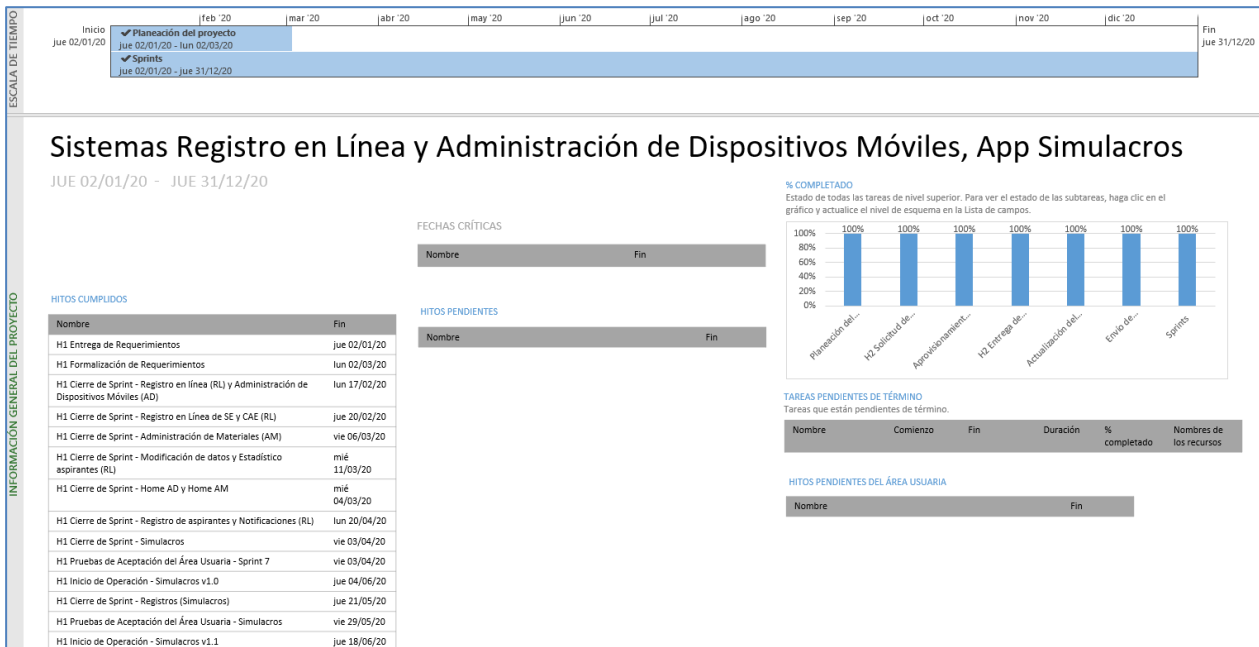 ESCALA DE TIEMPO
feb '20 mar '20 abr '20 may '20 jun '20 jul '20 ago '20 sep '20 oct '20 nov '20 dic '20
Inicio
jue 02/01/20
Planeación del proyecto
jue 02/01/20 - lun 02/03/20
Sprints
jue 02/01/20 - jue 31/12/20
Fin
jue 31/12/20
INFORMACIÓN GENERAL DEL PROYECTO
Sistemas Registro en Línea y Administración de Dispositivos Móviles, App Simulacros
JUE 02/01/20 - JUE 31/12/20
HITOS CUMPLIDOS
Nombre Fin
H1 Entrega de Requerimientos jue 02/01/20
H1 Formalización de Requerimientos lun 02/03/20
H1 Cierre de Sprint - Registro en línea (RL) y Administración de lun 17/02/20
Dispositivos Móviles (AD)
H1 Cierre de Sprint - Registro en Línea de SE y CAE (RL) jue 20/02/20
H1 Cierre de Sprint - Administración de Materiales (AM) vie 06/03/20
H1 Cierre de Sprint - Modificación de datos y Estadístico mié
aspirantes (RL) 11/03/20
H1 Cierre de Sprint - Home AD y Home AM mié
04/03/20
H1 Cierre de Sprint - Registro de aspirantes y Notificaciones (RL) lun 20/04/20
H1 Cierre de Sprint - Simulacros vie 03/04/20
H1 Pruebas de Aceptación del Área Usuaria - Sprint 7 vie 03/04/20
H1 Inicio de Operación - Simulacros v1.0 jue 04/06/20
H1 Cierre de Sprint - Registros (Simulacros) jue 21/05/20
H1 Pruebas de Aceptación del Área Usuaria - Simulacros vie 29/05/20
H1 Inicio de Operación - Simulacros v1.1 jue 18/06/20
FECHAS CRÍTICAS
Nombre Fin
HITOS PENDIENTES
Nombre Fin
% COMPLETADO
Estado de todas las tareas de nivel superior. Para ver el estado de las subtareas, haga clic en el
gráfico y actualice el nivel de esquema en la Lista de campos.
100% 100% 100% 100% 100% 100% 100%
100%
80%
60%
40%
20%
0%
Planeación del...
H2 Solicitud de...
Aprovisionamient...
H2 Entrega de...
Actualización del...
Envío de...
Sprints
TAREAS PENDIENTES DE TÉRMINO
Tareas que están pendientes de término.
Nombre Comienzo Fin Duración % Nombres de
completado los recursos
HITOS PENDIENTES DEL ÁREA USUARIA
Nombre Fin